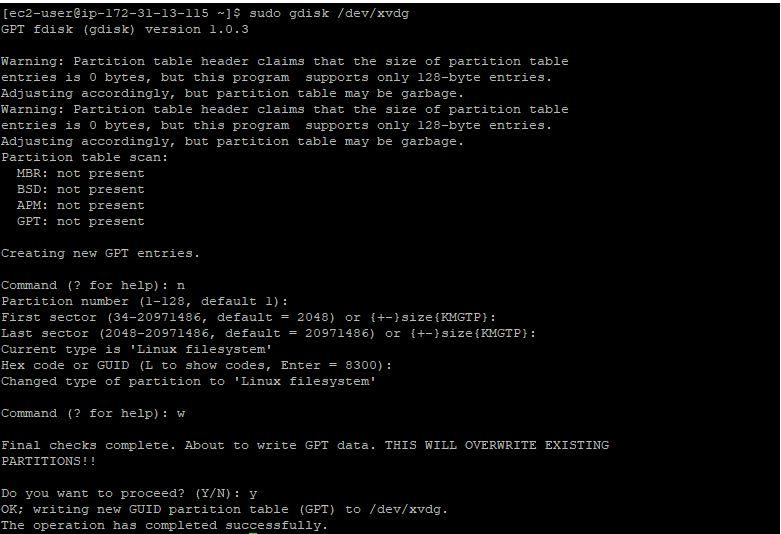 [ec2-user@ip-172-31-13-115 ~]$ sudo gdisk /dev/xvdg
GPT fdisk (gdisk) version 1.0.3
Warning: Partition table header claims that the size of partition table
entries is 0 bytes, but this program  supports only 128-byte entries.
Adjusting accordingly, but partition table may be garbage.
Warning: Partition table header claims that the size of partition table
entries is 0 bytes, but this program  supports only 128-byte entries.
Adjusting accordingly, but partition table may be garbage.
Partition table scan:
  MBR: not present
  BSD: not present
  APM: not present
  GPT: not present
Creating new GPT entries.
Command (? for help): n
Partition number (1-128, default 1):
First sector (34-20971486, default = 2048) or {+-}size{KMGTP}:
Last sector (2048-20971486, default = 20971486) or {+-}size{KMGTP}:
Current type is 'Linux filesystem'
Hex code or GUID (L to show codes, Enter = 8300):
Changed type of partition to 'Linux filesystem'
Command (? for help): w
Final checks complete. About to write GPT data. THIS WILL OVERWRITE EXISTING
PARTITIONS!!
Do you want to proceed? (Y/N): y
OK; writing new GUID partition table (GPT) to /dev/xvdg.
The operation has completed successfully.